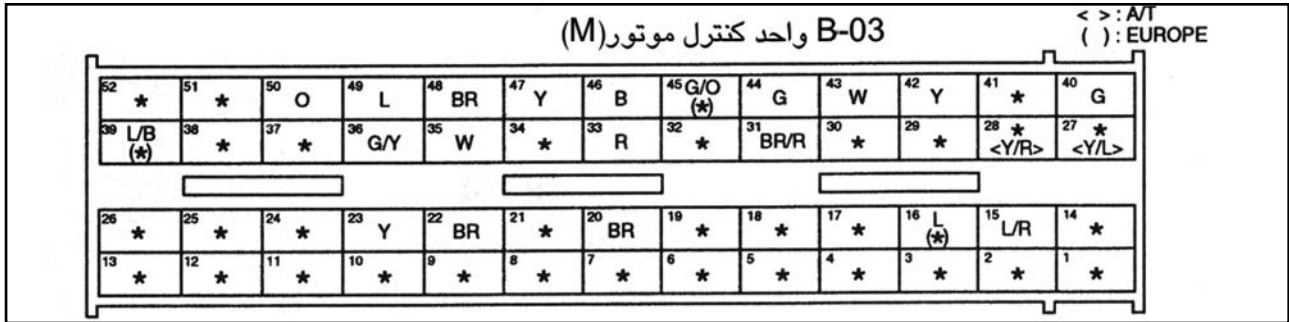 B-03 واحد کنترل موتور(M)
< > : A/T
( ) : EUROPE
52 * 51 * 50 O 49 L 48 BR 47 Y 46 B 45 G/O (*) 44 G 43 W 42 Y 41 * 40 G
39 L/B (*) 38 * 37 * 36 G/Y 35 W 34 * 33 R 32 * 31 BR/R 30 * 29 * 28 * <Y/R> 27 * <Y/L>
26 * 25 * 24 * 23 Y 22 BR 21 * 20 BR 19 * 18 * 17 * 16 L (*) 15 L/R 14 *
13 * 12 * 11 * 10 * 9 * 8 * 7 * 6 * 5 * 4 * 3 * 2 * 1 *